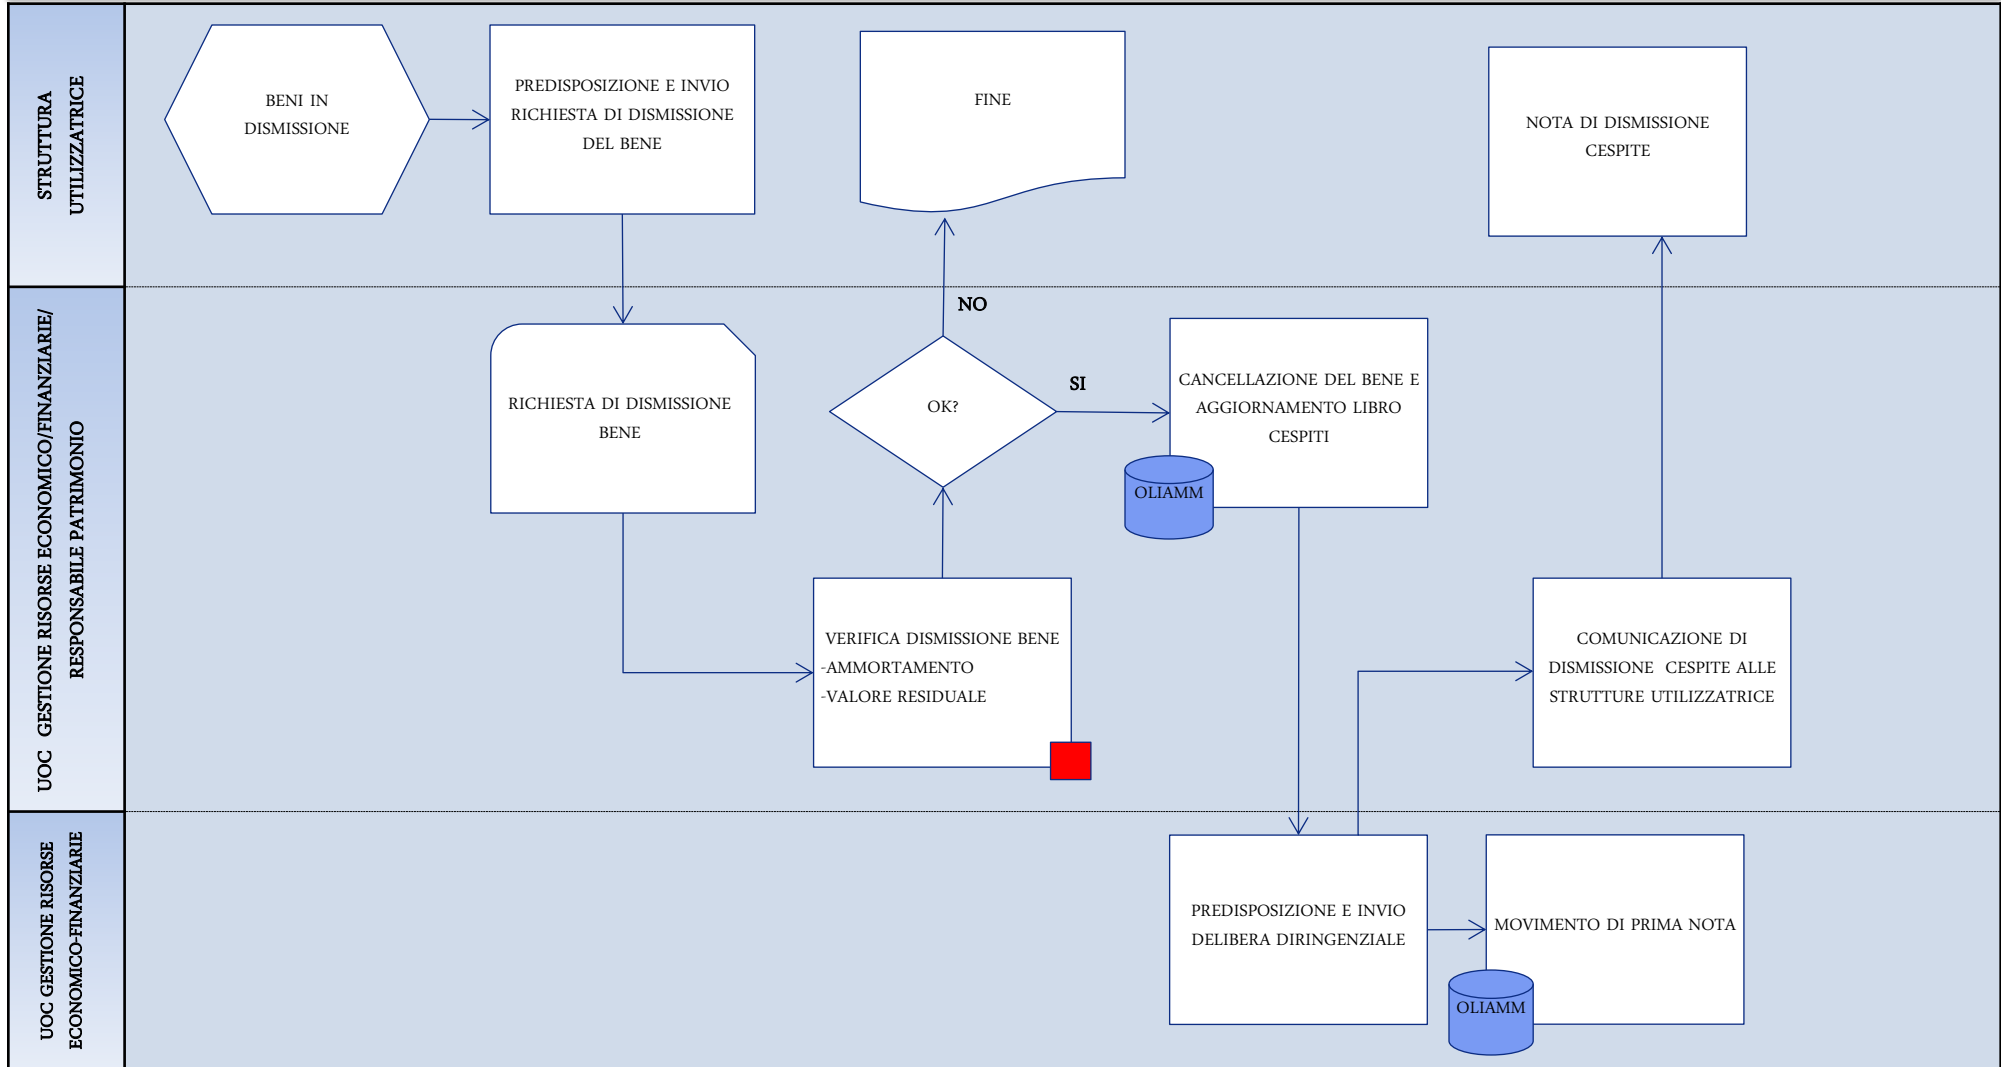 STRUTTURA
UTILIZZATRICE
BENI IN
DISMISSIONE
PREDISPOSIZIONE E INVIO
RICHIESTA DI DISMISSIONE
DEL BENE
FINE
NOTA DI DISMISSIONE
CESPITE
UOC GESTIONE RISORSE ECONOMICO/FINANZIARIE/
RESPONSABILE PATRIMONIO
RICHIESTA DI DISMISSIONE
BENE
NO
OK?
SI
CANCELLAZIONE DEL BENE E
AGGIORNAMENTO LIBRO
CESPITI
OLIAMM
VERIFICA DISMISSIONE BENE
-AMMORTAMENTO
-VALORE RESIDUALE
COMUNICAZIONE DI
DISMISSIONE CESPITE ALLE
STRUTTURE UTILIZZATRICE
UOC GESTIONE RISORSE
ECONOMICO-FINANZIARIE
PREDISPOSIZIONE E INVIO
DELIBERA DIRINGENZIALE
MOVIMENTO DI PRIMA NOTA
OLIAMM